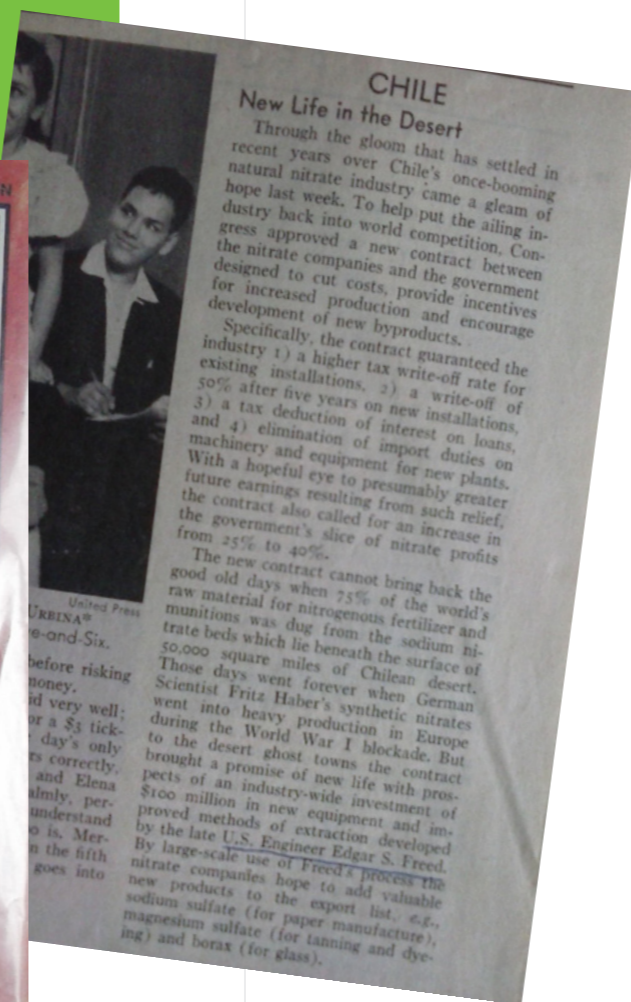 N
United Press
URBINA*
e-and-Six.
before risking
money.
id very well;
or a $5 tick-
day's only
rs correctly,
and Elena
almly, per-
understand
o is. Mer-
n the fifth
goes into
CHILE
New Life in the Desert
Through the gloom that has settled in
recent years over Chile's once-booming
natural nitrate industry came a gleam of
hope last week. To help put the ailing in-
dustry back into world competition, Con-
gress approved a new contract between
the nitrate companies and the government
designed to cut costs, provide incentives
for increased production and encourage
development of new byproducts.
Specifically, the contract guaranteed the
industry 1) a higher tax write-off rate for
existing installations, 2) a write-off of
50% after five years on new installations,
3) a tax deduction of interest on loans,
and 4) elimination of import duties on
machinery and equipment for new plants.
With a hopeful eye to presumably greater
future earnings resulting from such relief,
the contract also called for an increase in
the government's slice of nitrate profits
from 25% to 40%.
The new contract cannot bring back the
good old days when 75% of the world's
raw material for nitrogenous fertilizer and
munitions was dug from the sodium ni-
trate beds which lie beneath the surface of
50,000 square miles of Chilean desert.
Those days went forever when German
Scientist Fritz Haber's synthetic nitrates
went into heavy production in Europe
during the World War I blockade. But
to the desert ghost towns the contract
brought a promise of new life with pros-
pects of an industry-wide investment of
$100 million in new equipment and im-
proved methods of extraction developed
by the late U.S. Engineer Edgar S. Freed.
By large-scale use of Freed's process the
nitrate companies hope to add valuable
new products to the export list, e.g.,
sodium sulfate (for paper manufacture),
magnesium sulfate (for tanning and dye-
ing) and borax (for glass).